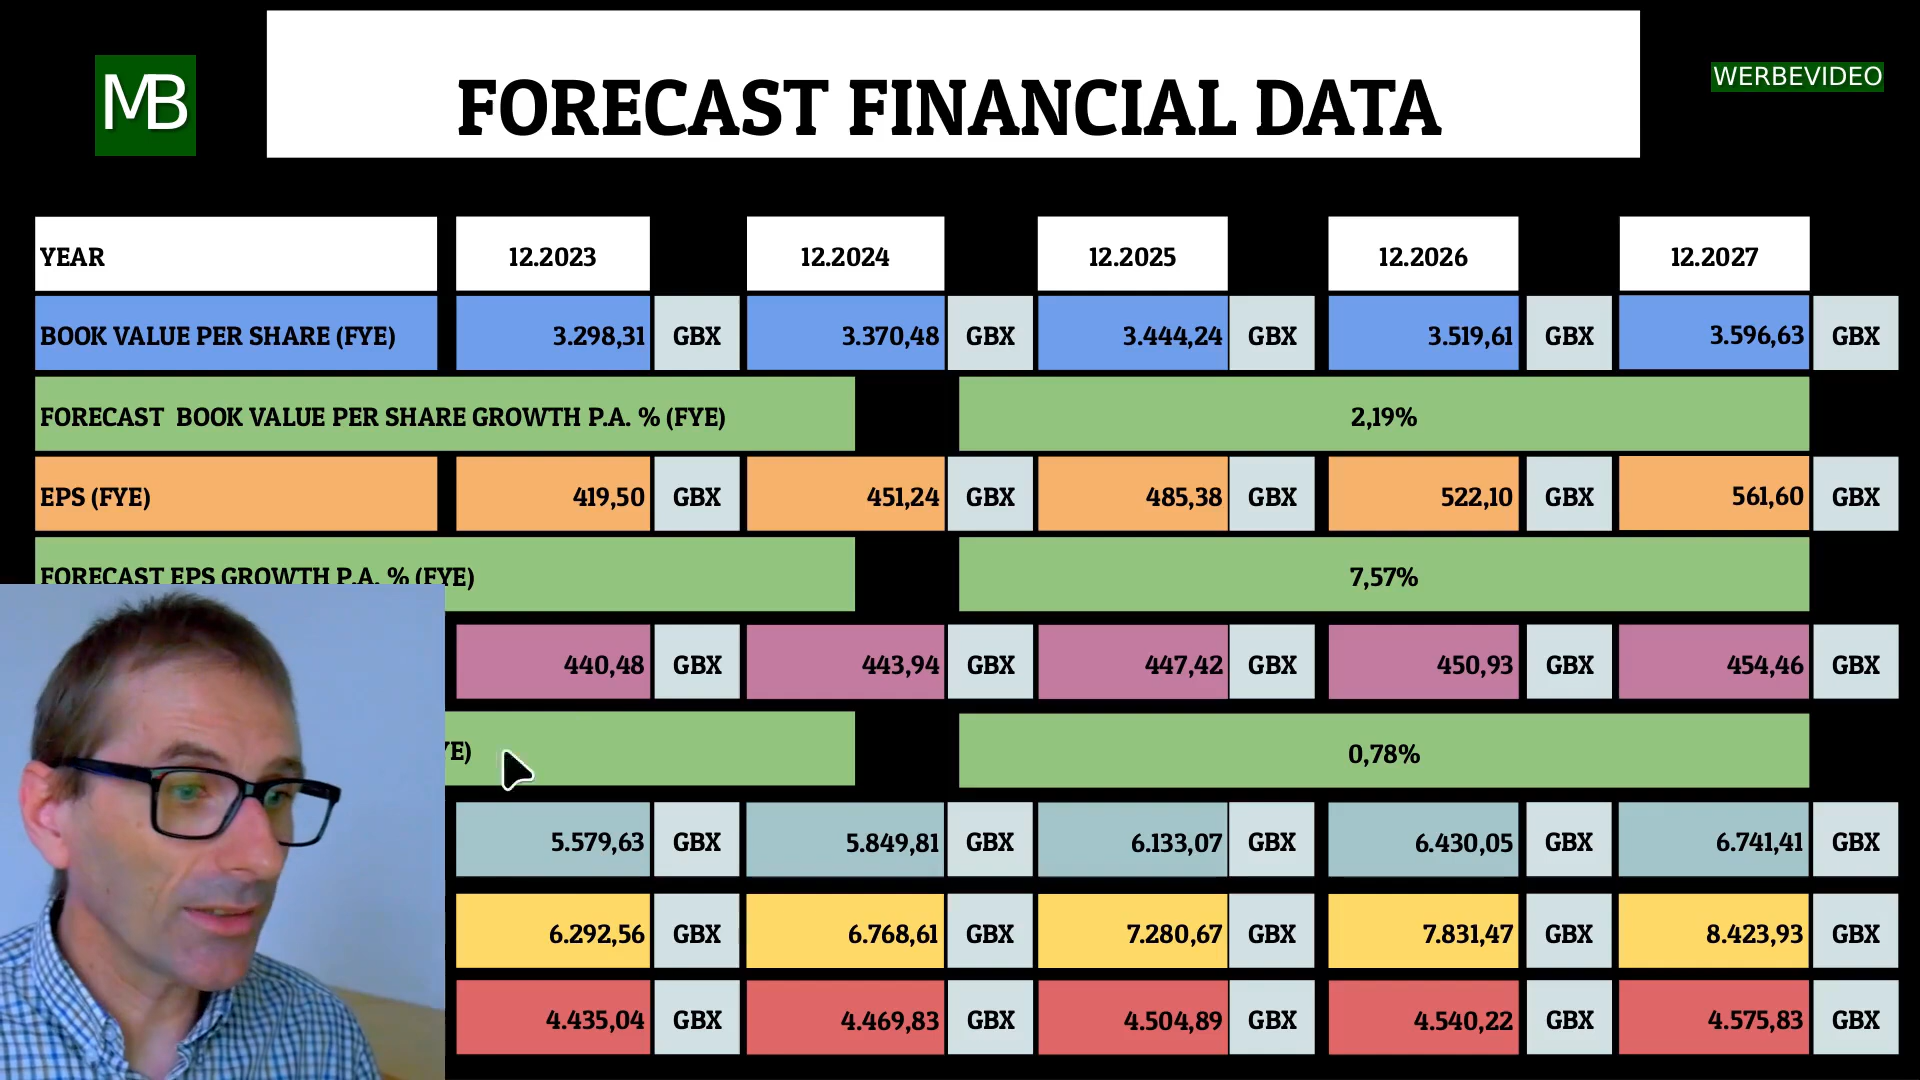 MB
FORECAST FINANCIAL DATA
WERBEVIDEO
YEAR 12.2023 12.2024 12.2025 12.2026 12.2027
BOOK VALUE PER SHARE (FYE) 3.298,31 GBX 3.370,48 GBX 3.444,24 GBX 3.519,61 GBX 3.596,63 GBX
FORECAST BOOK VALUE PER SHARE GROWTH P.A. % (FYE) 2,19%
EPS (FYE) 419,50 GBX 451,24 GBX 485,38 GBX 522,10 GBX 561,60 GBX
FORECAST EPS GROWTH P.A. % (FYE) 7,57%
440,48 GBX 443,94 GBX 447,42 GBX 450,93 GBX 454,46 GBX
YE) 0,78%
5.579,63 GBX 5.849,81 GBX 6.133,07 GBX 6.430,05 GBX 6.741,41 GBX
6.292,56 GBX 6.768,61 GBX 7.280,67 GBX 7.831,47 GBX 8.423,93 GBX
4.435,04 GBX 4.469,83 GBX 4.504,89 GBX 4.540,22 GBX 4.575,83 GBX